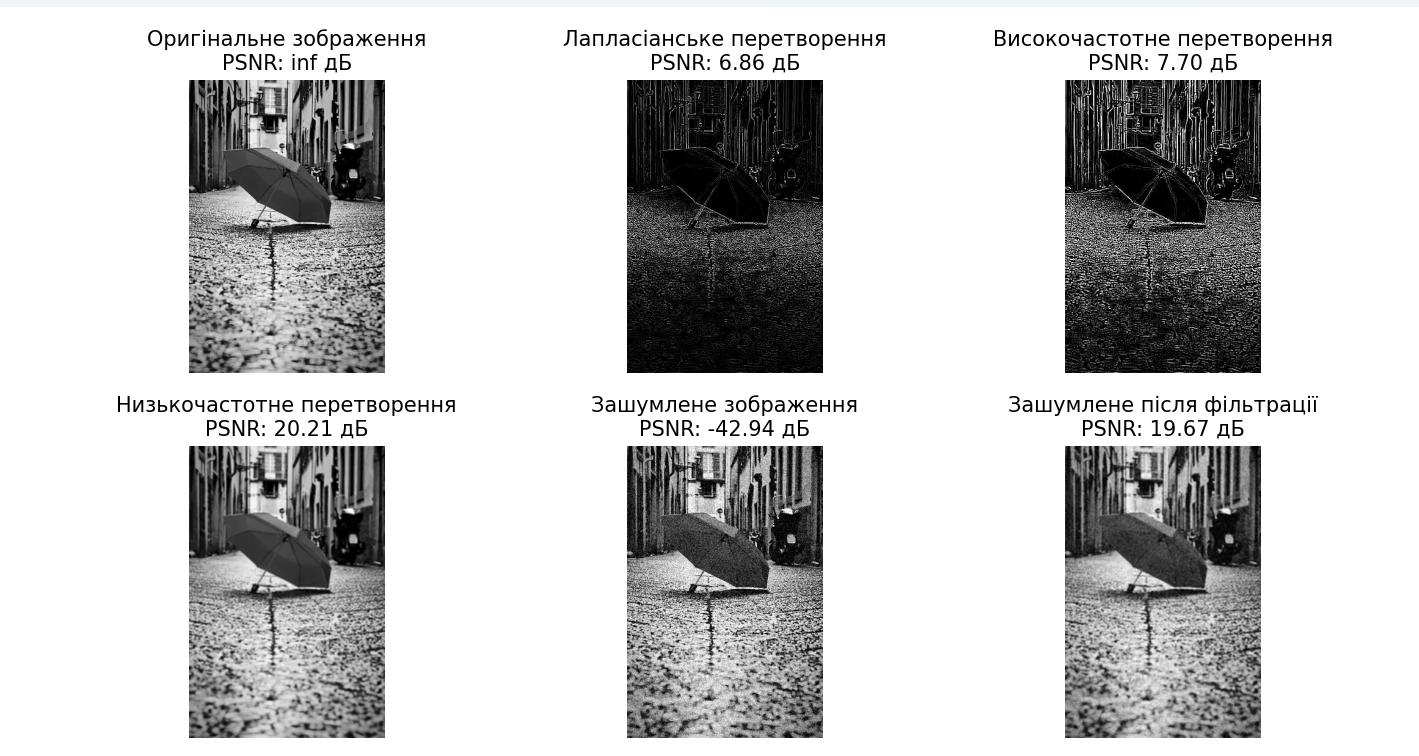 Оригінальне зображення
PSNR: inf дБ
Лапласіанське перетворення
PSNR: 6.86 дБ
Високочастотне перетворення
PSNR: 7.70 дБ
Низькочастотне перетворення
PSNR: 20.21 дБ
Зашумлене зображення
PSNR: -42.94 дБ
Зашумлене після фільтрації
PSNR: 19.67 дБ